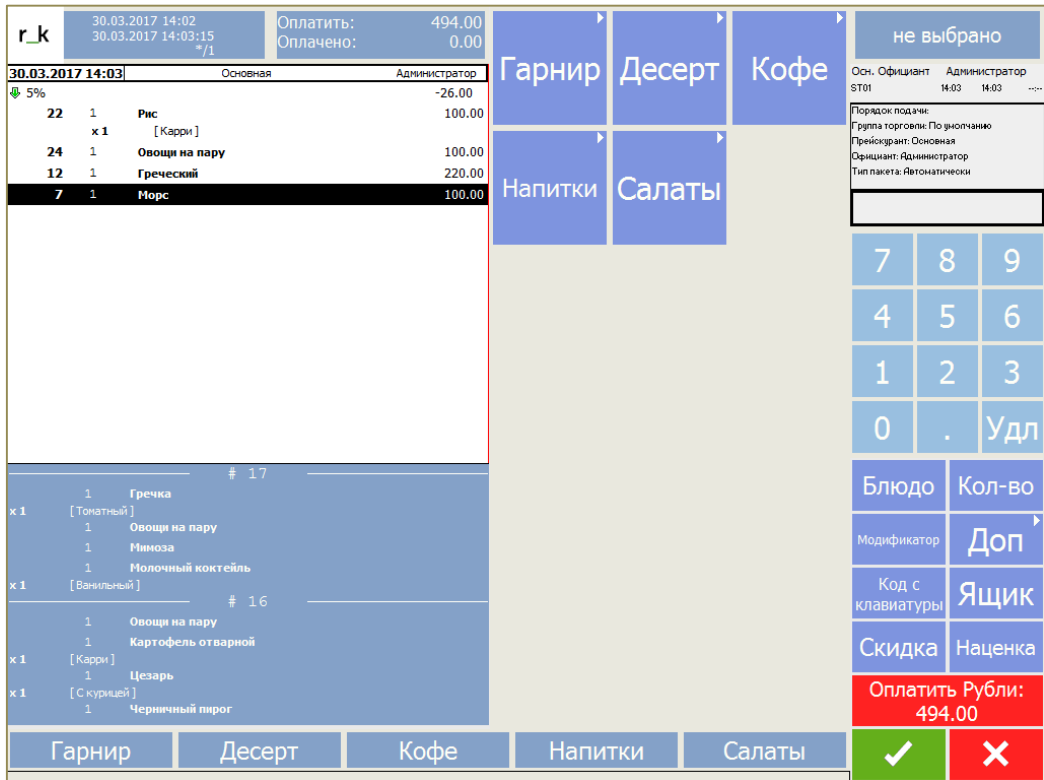 r_k
30.03.2017 14:02
30.03.2017 14:03:15
*/1
Оплатить: 494.00
Оплачено: 0.00
30.03.2017 14:03 Основная Администратор
5% -26.00
22 1 Рис 100.00
x 1 [ Карри ]
24 1 Овощи на пару 100.00
12 1 Греческий 220.00
7 1 Морс 100.00
# 17
1 Гречка
x 1 [ Томатный ]
1 Овощи на пару
1 Мимоза
1 Молочный коктейль
x 1 [ Ванильный ]
# 16
1 Овощи на пару
1 Картофель отварной
x 1 [ Карри ]
1 Цезарь
x 1 [ С курицей ]
1 Черничный пирог
Гарнир Десерт Кофе
Напитки Салаты
не выбрано
Осн. Официант Администратор
ST01 14:03 14:03 --:--
Порядок подачи:
Группа торговли: По умолчанию
Прейскурант: Основная
Официант: Администратор
Тип пакета: Автоматически
7 8 9
4 5 6
1 2 3
0 . Удл
Блюдо Кол-во
Модификатор Доп
Код с
клавиатуры
Ящик
Скидка Наценка
Оплатить Рубли:
494.00
Гарнир Десерт Кофе Напитки Салаты